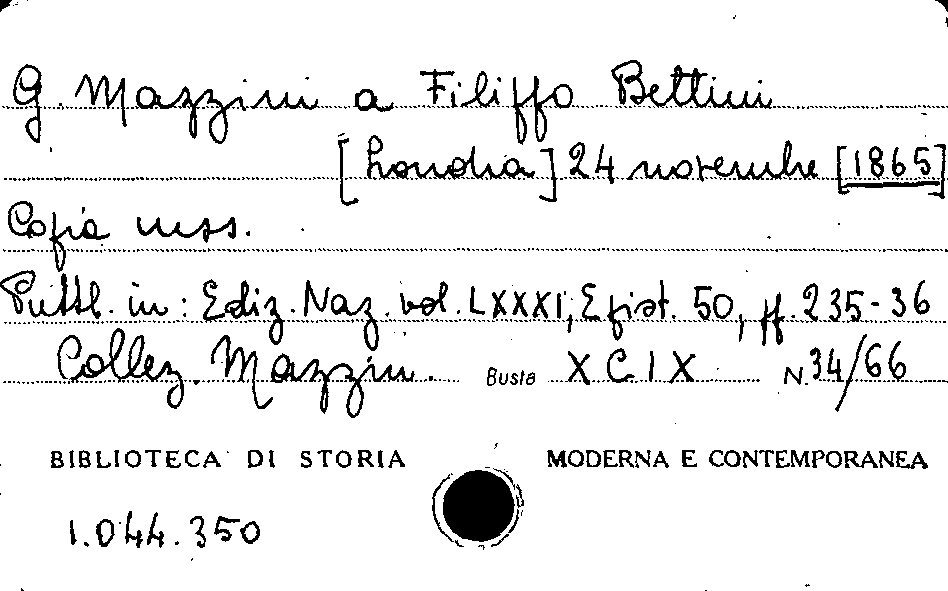 G. Mazzini a Filippo Bettini
[Londra] 24 novembre [1865]
Copia mss.
Pubbl. in: Ediz. Naz. vol. LXXXI, Epist. 50, pp. 235-36
Collez. Mazzini. Busta XCIX N. 34/66
BIBLIOTECA DI STORIA MODERNA E CONTEMPORANEA
1.044.350